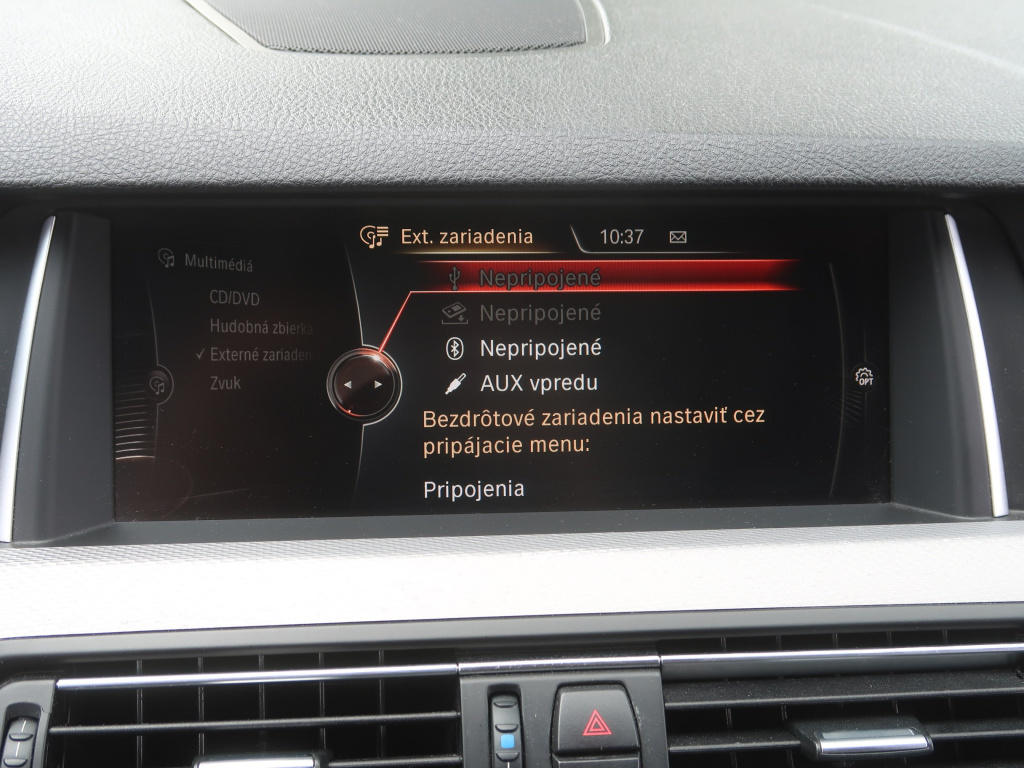 Ext. zariadenia
10:37
Multimédiá
CD/DVD
Hudobná zbierka
Externé zariaden
Zvuk
Nepripojené
Nepripojené
Nepripojené
AUX vpredu
Bezdrôtové zariadenia nastaviť cez
pripájacie menu:
Pripojenia
OPT